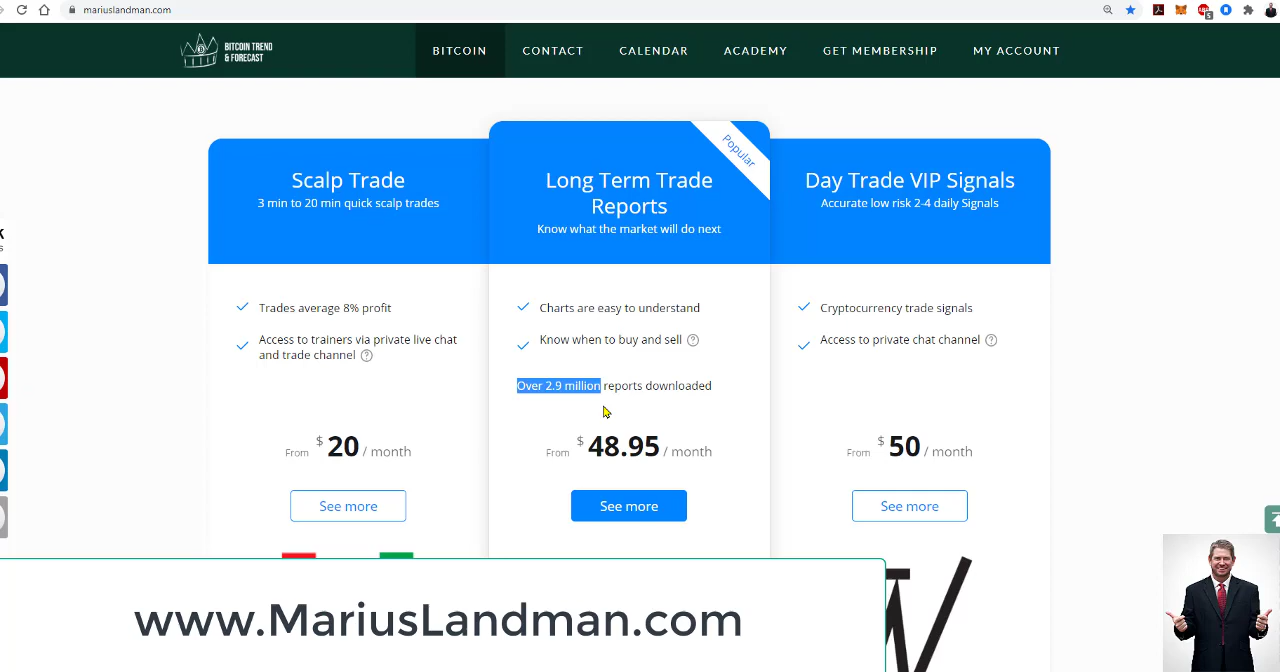 mariuslandman.com
BITCOIN TREND
& FORECAST
BITCOIN
CONTACT
CALENDAR
ACADEMY
GET MEMBERSHIP
MY ACCOUNT
Popular
Scalp Trade
3 min to 20 min quick scalp trades
Trades average 8% profit
Access to trainers via private live chat
and trade channel ?
From $ 20 / month
See more
Long Term Trade
Reports
Know what the market will do next
Charts are easy to understand
Know when to buy and sell ?
Over 2.9 million reports downloaded
From $ 48.95 / month
See more
Day Trade VIP Signals
Accurate low risk 2-4 daily Signals
Cryptocurrency trade signals
Access to private chat channel ?
From $ 50 / month
See more
www.MariusLandman.com